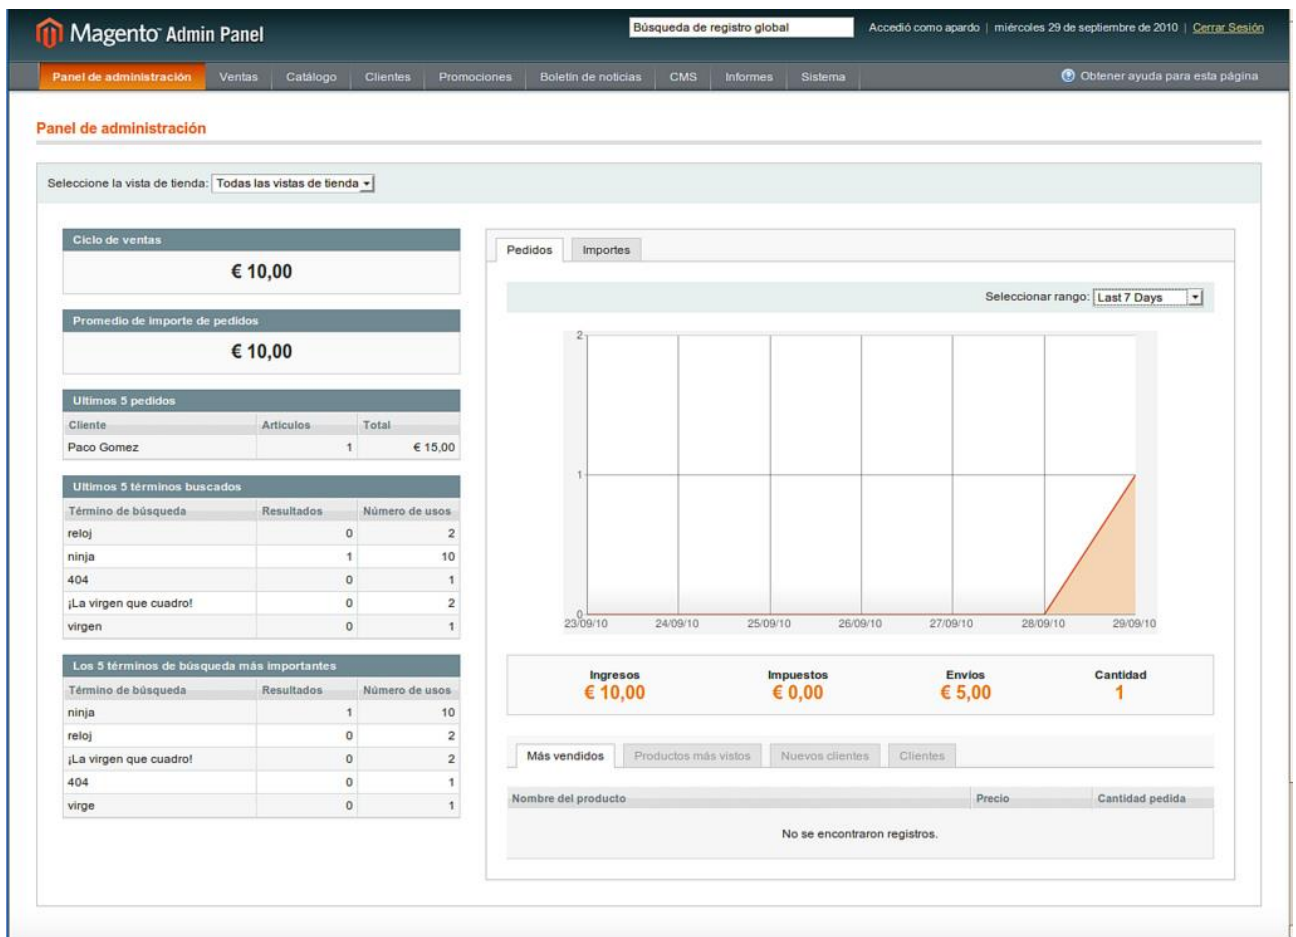 Magento Admin Panel
Búsqueda de registro global
Accedió como apardo | miércoles 29 de septiembre de 2010 | Cerrar Sesión
Panel de administración Ventas Catálogo Clientes Promociones Boletín de noticias CMS Informes Sistema
Obtener ayuda para esta página
Panel de administración
Seleccione la vista de tienda: Todas las vistas de tienda
Ciclo de ventas
€ 10,00
Promedio de importe de pedidos
€ 10,00
Ultimos 5 pedidos
Cliente Articulos Total
Paco Gomez 1 € 15,00
Ultimos 5 términos buscados
Término de búsqueda Resultados Número de usos
reloj 0 2
ninja 1 10
404 0 1
¡La virgen que cuadro! 0 2
virgen 0 1
Los 5 términos de búsqueda más importantes
Término de búsqueda Resultados Número de usos
ninja 1 10
reloj 0 2
¡La virgen que cuadro! 0 2
404 0 1
virge 0 1
Pedidos Importes
Seleccionar rango: Last 7 Days
2
1
0
23/09/10 24/09/10 25/09/10 26/09/10 27/09/10 28/09/10 29/09/10
Ingresos Impuestos Envíos Cantidad
€ 10,00 € 0,00 € 5,00 1
Más vendidos Productos más vistos Nuevos clientes Clientes
Nombre del producto Precio Cantidad pedida
No se encontraron registros.